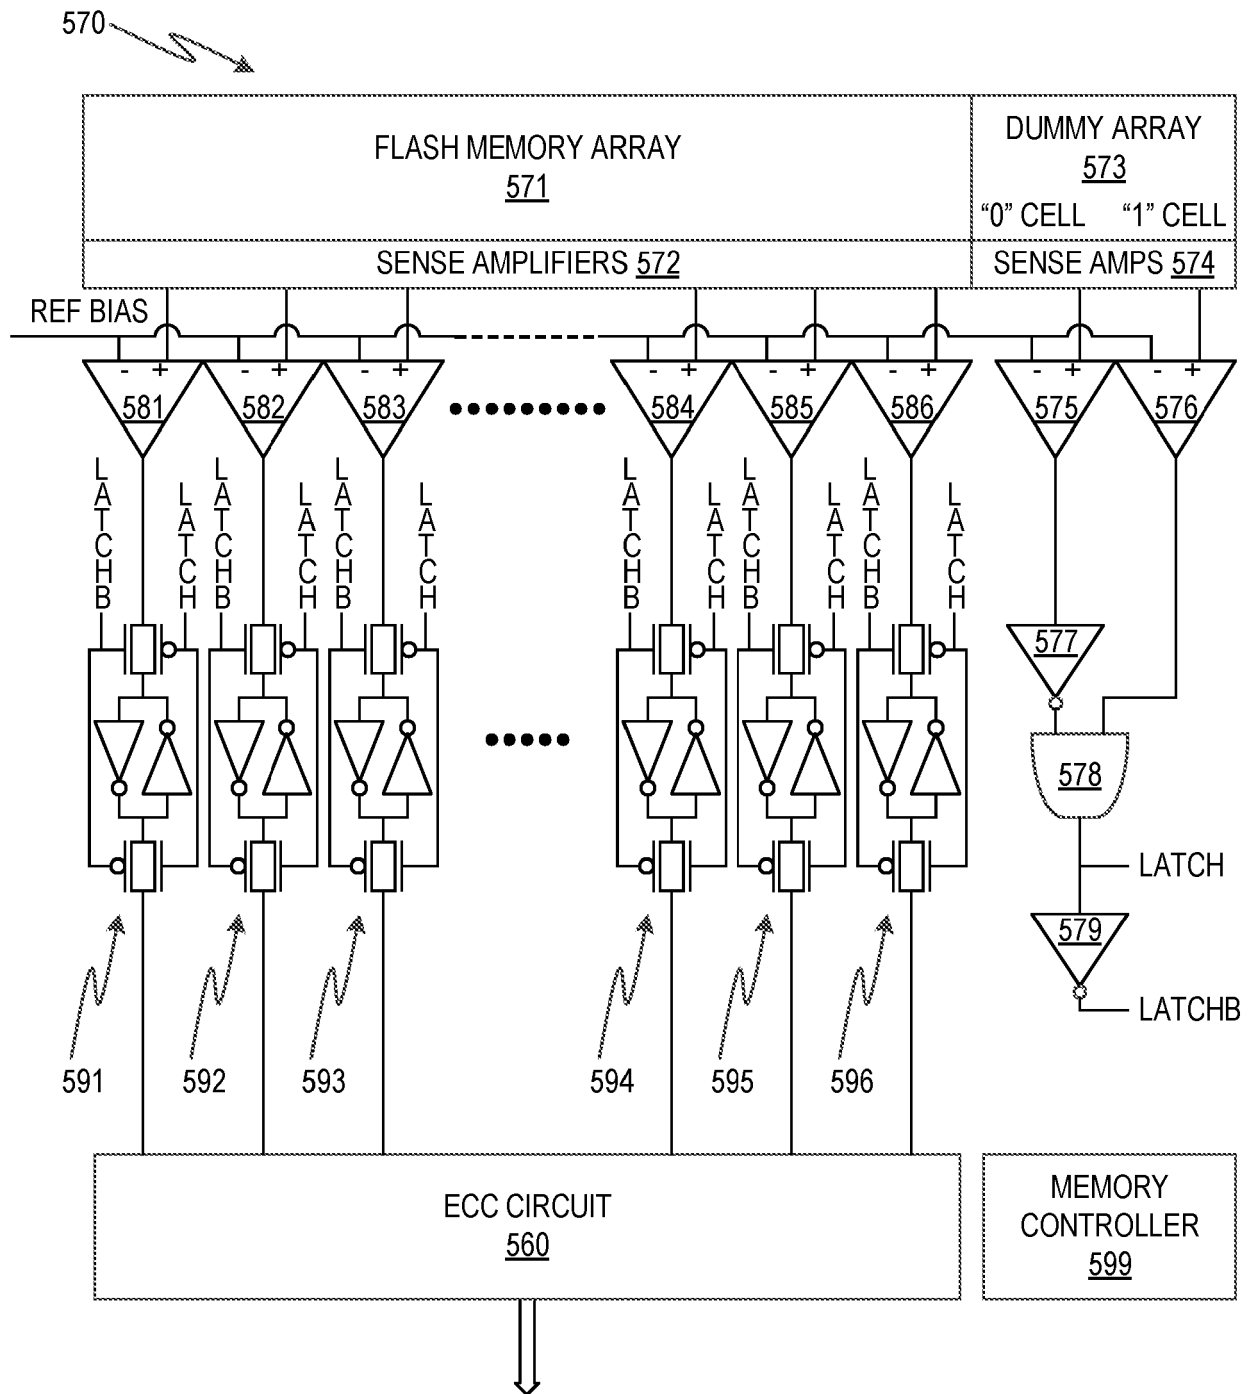 570
FLASH MEMORY ARRAY
571
DUMMY ARRAY
573
“0” CELL “1” CELL
SENSE AMPLIFIERS 572
SENSE AMPS 574
REF BIAS
- + - + - + - + - + - + - + - +
581 582 583 584 585 586 575 576
LATCHB LATCH LATCHB LATCH LATCHB LATCH LATCHB LATCH LATCHB LATCH LATCHB LATCH
577
578
LATCH
579
LATCHB
591 592 593 594 595 596
ECC CIRCUIT
560
MEMORY
CONTROLLER
599